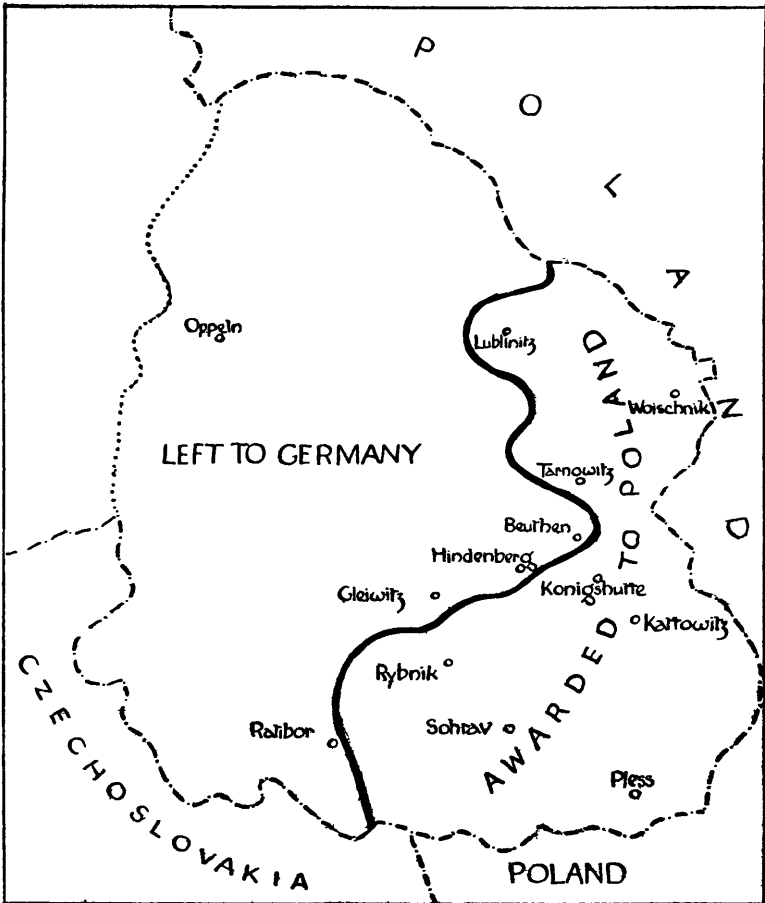 POLAND
Oppeln
Lublinitz
Woischnik
LEFT TO GERMANY
AWARDED TO POLAND
Tarnowitz
Beuthen
Hindenberg
Gleiwitz
Konigshutte
Kattowitz
Rybnik
Ratibor
Sohrav
Pless
CZECHOSLOVAKIA
POLAND